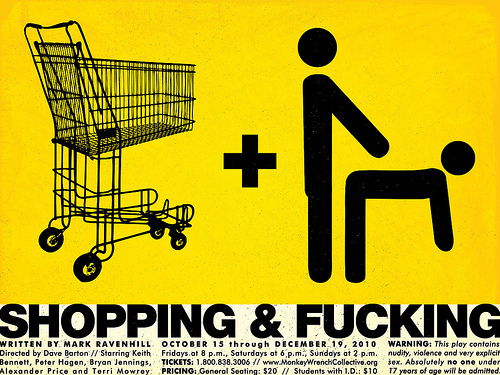 SHOPPING & FUCKING
WRITTEN BY MARK RAVENHILL
Directed by Dave Barton // Starring Keith
Bennett, Peter Hagen, Bryan Jennings,
Alexander Price and Terri Mowrey
OCTOBER 15 through DECEMBER 19, 2010
Fridays at 8 p.m., Saturdays at 6 p.m., Sundays at 2 p.m.
TICKETS: 1.800.838.3006 // www.MonkeyWrenchCollective.org
PRICING: General Seating: $20 // Students with I.D.: $10
WARNING: This play contains
nudity, violence and very explicit
sex. Absolutely no one under
17 years of age will be admitted